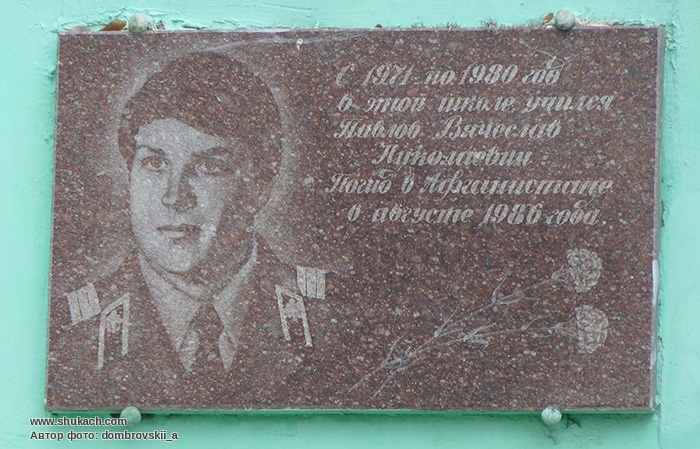 С 1971 по 1980 год
в этой школе учился
Павлов Вячеслав
Николаевич.
Погиб в Афганистане
в августе 1986 года.
www.shukach.com
Автор фото: dombrovskii_a